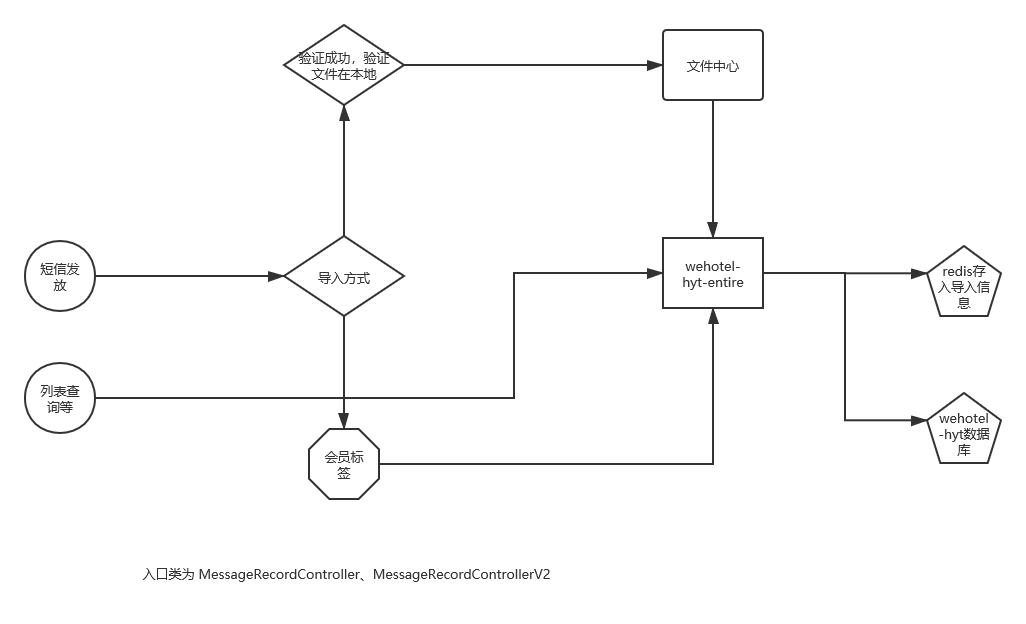 验证成功，验证
文件在本地
文件中心
短信发
放
导入方式
wehotel-
hyt-entire
redis存
入导入信
息
列表查
询等
wehotel
-hyt数据
库
会员标
签
入口类为 MessageRecordController、MessageRecordControllerV2